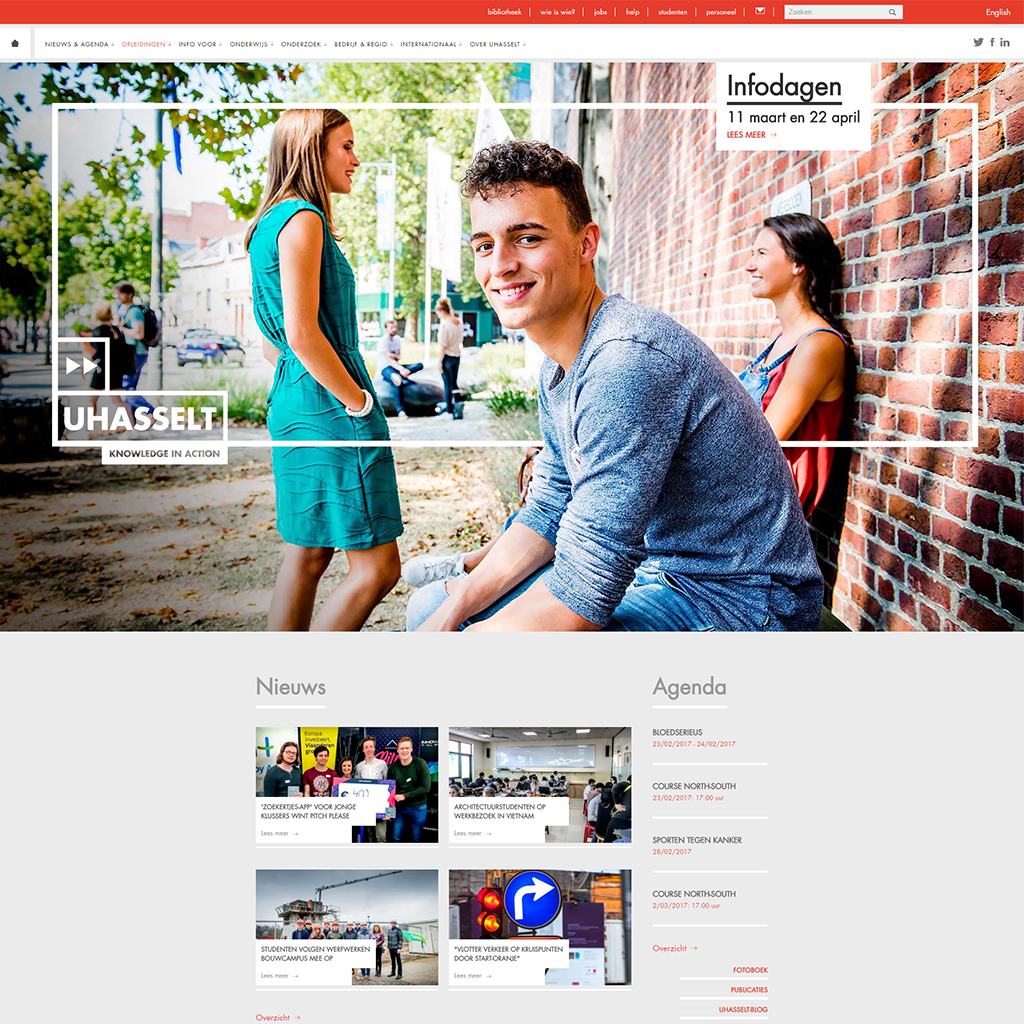 bibliotheek | wie is wie? | jobs | help | studenten | personeel | Zoeken English
NIEUWS & AGENDA OPLEIDINGEN INFO VOOR ONDERWIJS ONDERZOEK BEDRIJF & REGIO INTERNATIONAAL OVER UHASSELT
Infodagen
11 maart en 22 april
LEES MEER →
UHASSELT
KNOWLEDGE IN ACTION
Nieuws
Europa
investeert.
Vlaanderen
400
'ZOEKERTJES-APP' VOOR JONGE
KLUSSERS WINT PITCH PLEASE
Lees meer →
ARCHITECTUURSTUDENTEN OP
WERKBEZOEK IN VIETNAM
Lees meer →
STUDENTEN VOLGEN WERFWERKEN
BOUWCAMPUS MEE OP
Lees meer →
"VLOTTER VERKEER OP KRUISPUNTEN
DOOR START-ORANJE"
Lees meer →
Overzicht →
Agenda
BLOEDSERIEUS
23/02/2017 - 24/02/2017
COURSE NORTH-SOUTH
23/02/2017: 17.00 uur
SPORTEN TEGEN KANKER
28/02/2017
COURSE NORTH-SOUTH
2/03/2017: 17.00 uur
Overzicht →
FOTOBOEK
PUBLICATIES
UHASSELT-BLOG